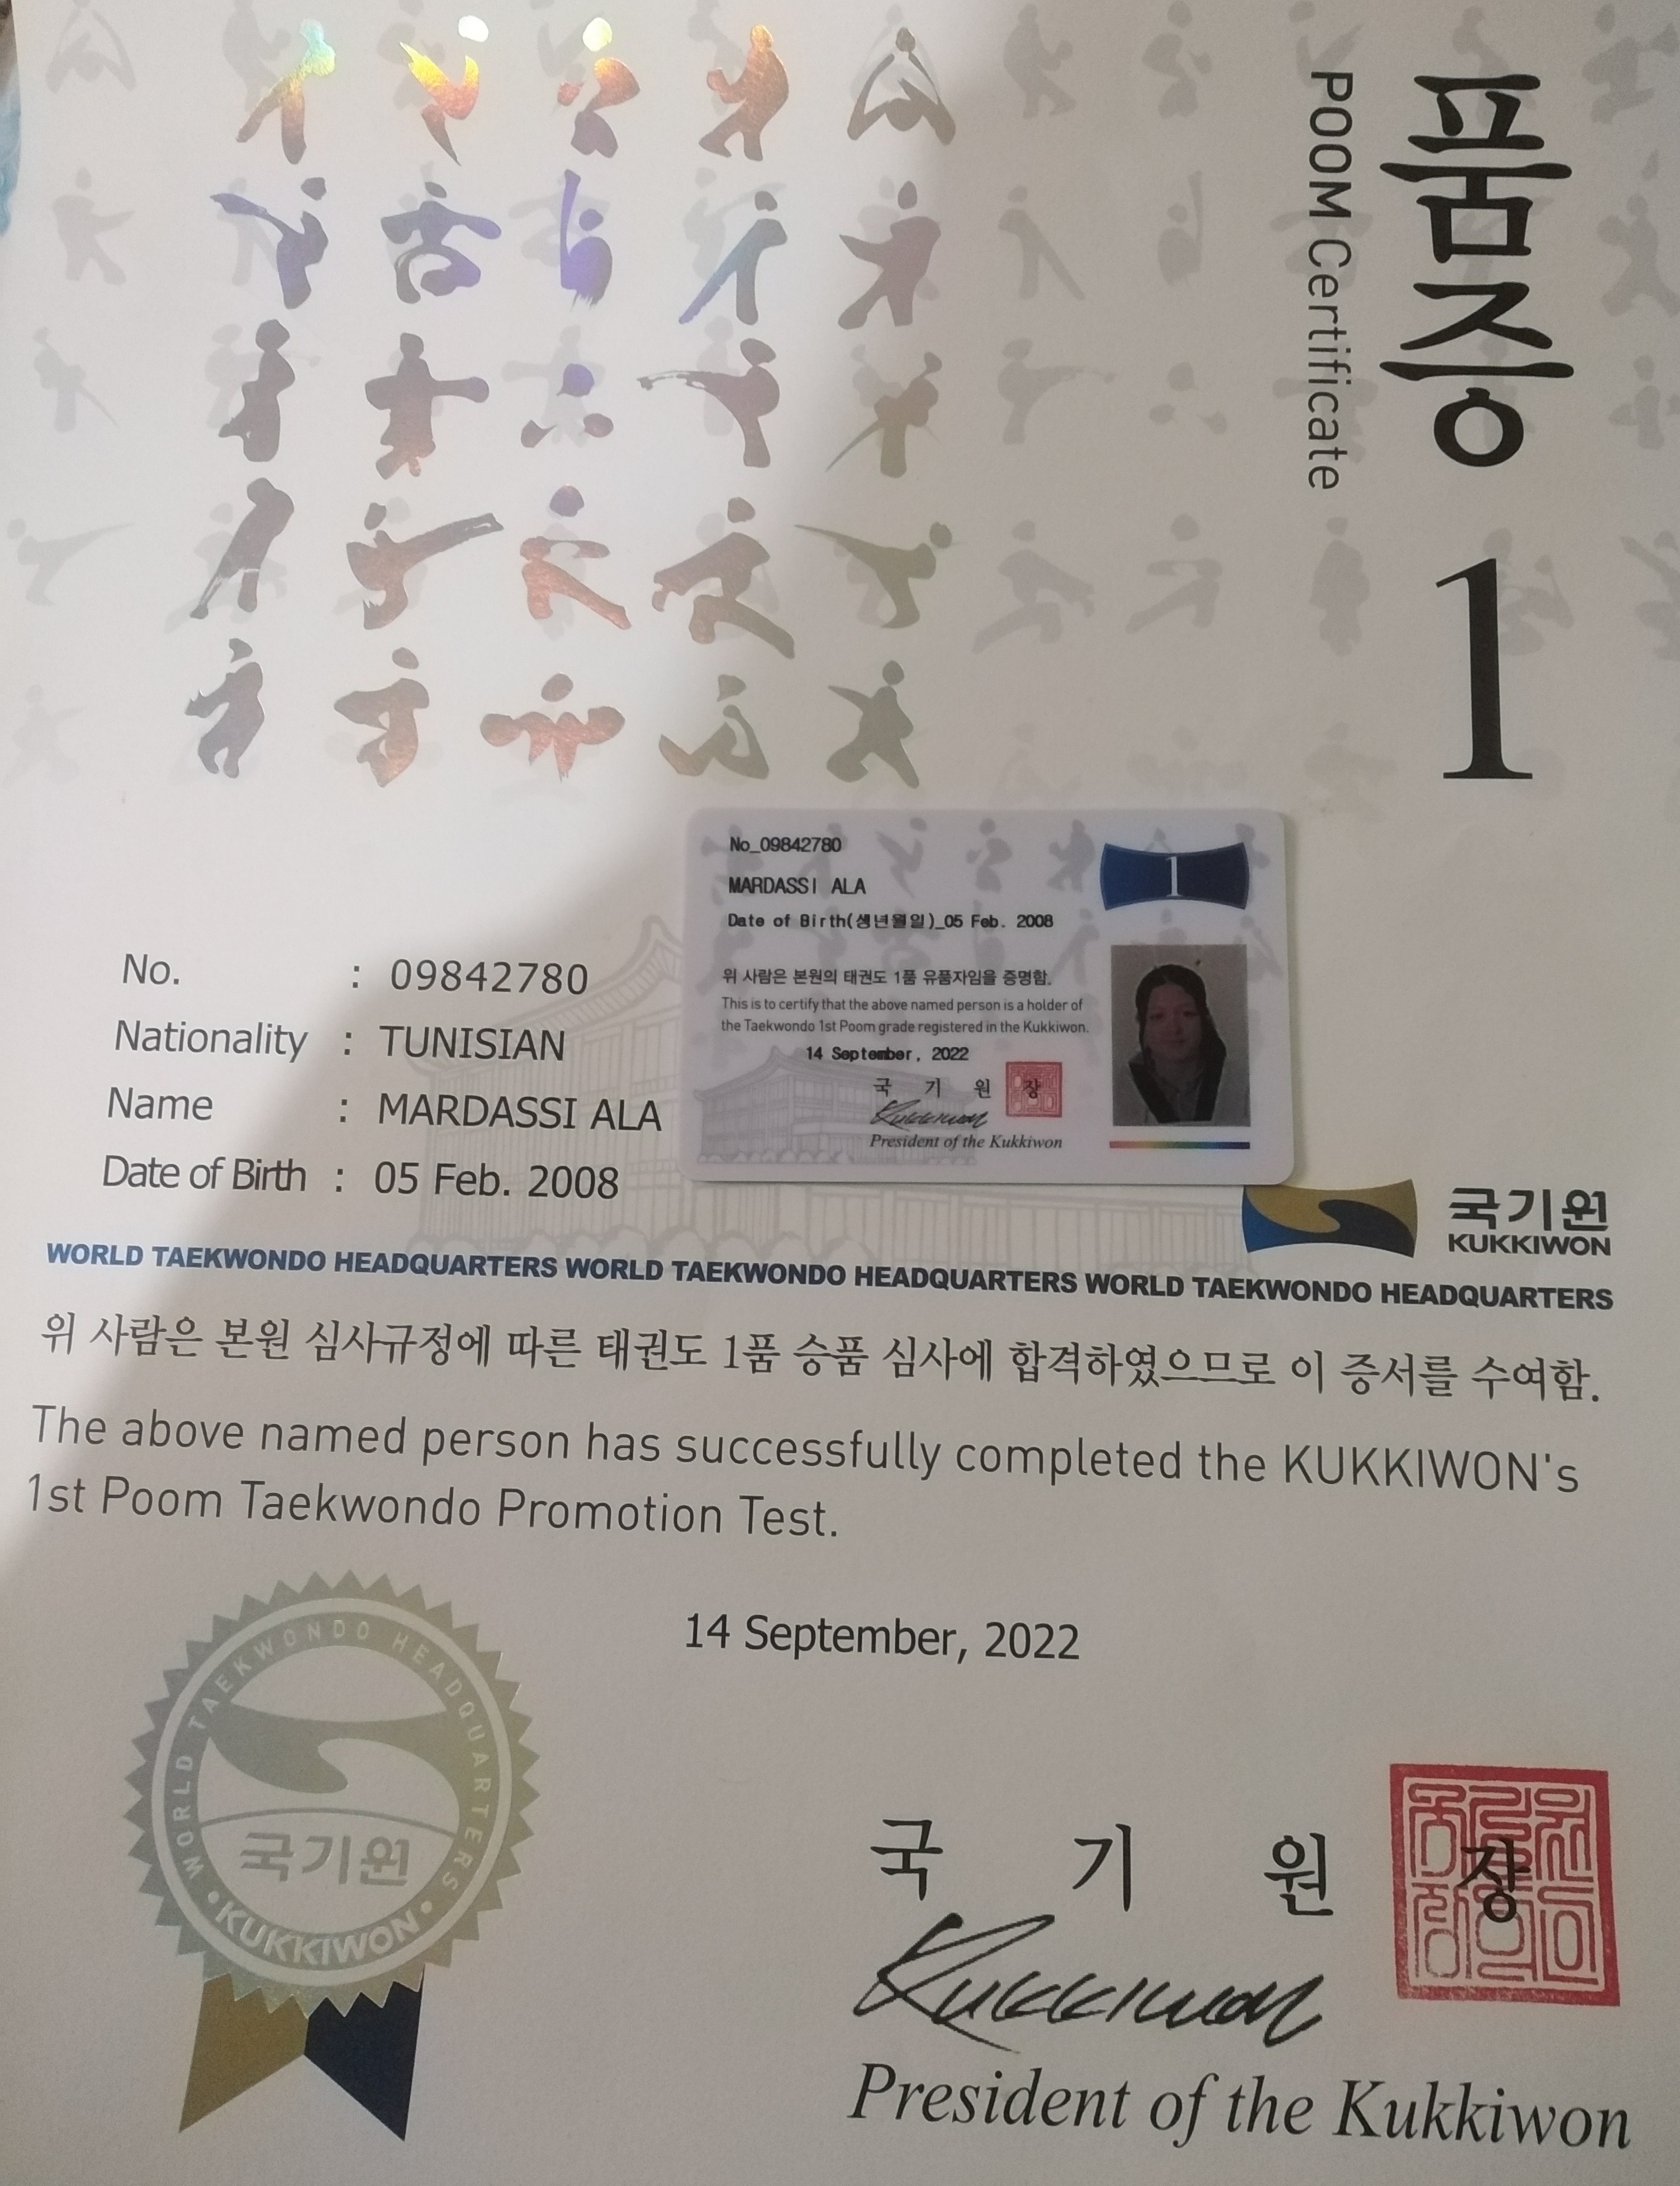 품증 1
POOM Certificate
No_09842780
MARDASSI ALA
Date of Birth(생년월일)_05 Feb. 2008
1
위 사람은 본원의 태권도 1품 유품자임을 증명함.
This is to certify that the above named person is a holder of
the Taekwondo 1st Poom grade registered in the Kukkiwon.
14 September, 2022
국 기 원 장
Kukkiwon
President of the Kukkiwon
No. : 09842780
Nationality : TUNISIAN
Name : MARDASSI ALA
Date of Birth : 05 Feb. 2008
국기원
KUKKIWON
WORLD TAEKWONDO HEADQUARTERS WORLD TAEKWONDO HEADQUARTERS WORLD TAEKWONDO HEADQUARTERS
위 사람은 본원 심사규정에 따른 태권도 1품 승품 심사에 합격하였으므로 이 증서를 수여함.
The above named person has successfully completed the KUKKIWON's
1st Poom Taekwondo Promotion Test.
14 September, 2022
WORLD TAEKWONDO HEADQUARTERS
국기원
• KUKKIWON •
국 기 원 장
Kukkiwon
President of the Kukkiwon